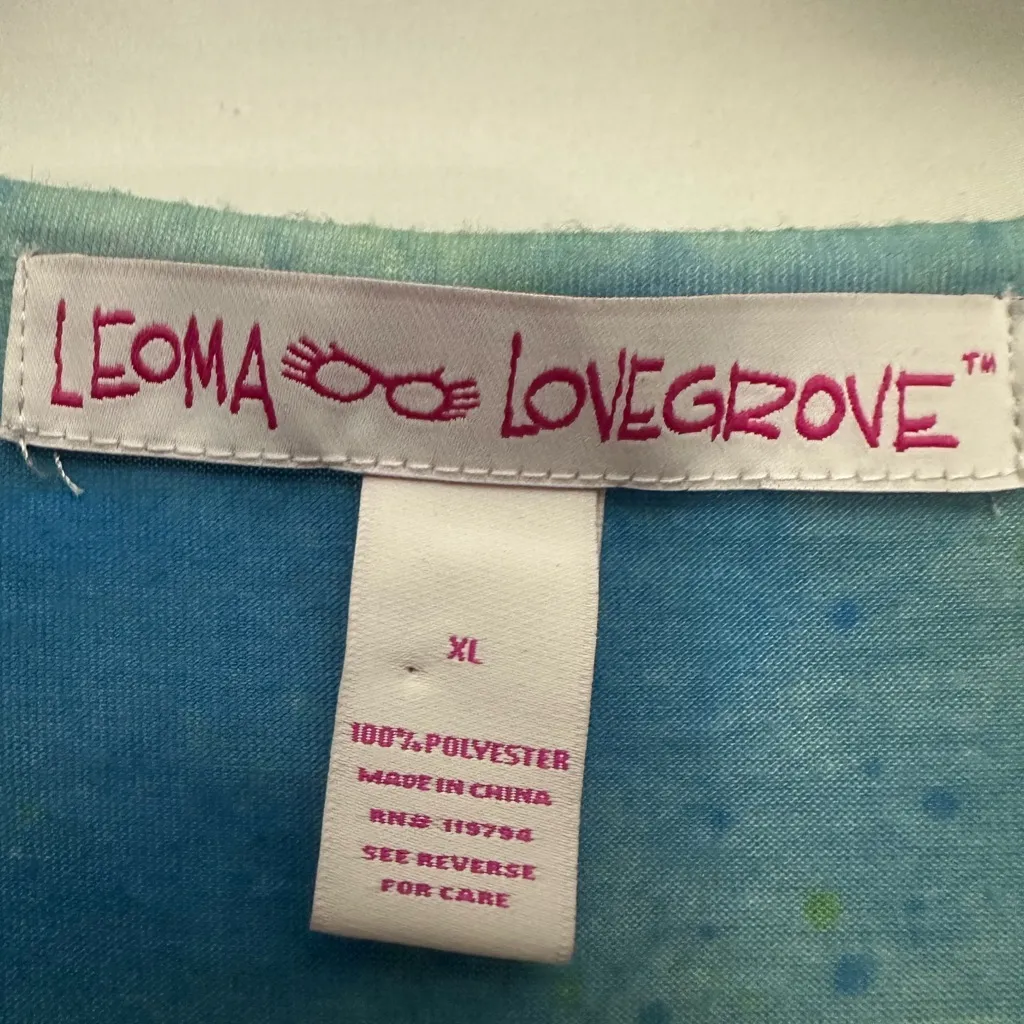 LEOMA LOVEGROVE™
XL
100% POLYESTER
MADE IN CHINA
RN# 119794
SEE REVERSE
FOR CARE